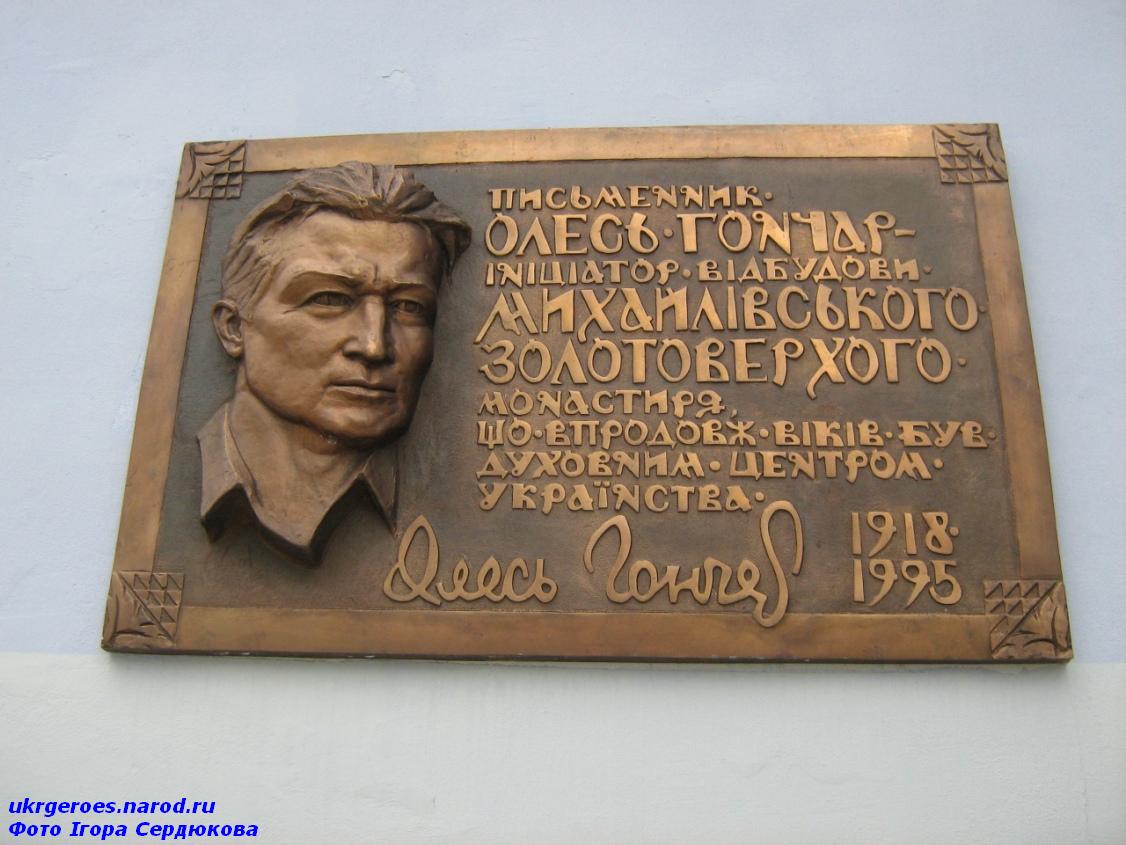 ПИСЬМЕННИК·
ОЛЕСЬ·ГОНЧАР-
ІНІЦІАТОР·ВІДБУДОВИ·
МИХАЙЛІВСЬКОГО·
ЗОЛОТОВЕРХОГО·
МОНАСТИРЯ,
ЩО·ВПРОДОВЖ·ВІКІВ·БУВ·
ДУХОВНИМ·ЦЕНТРОМ·
УКРАЇНСТВА·
Олесь Гончар
1918·
1995
ukrgeroes.narod.ru
Фото Ігора Сердюкова